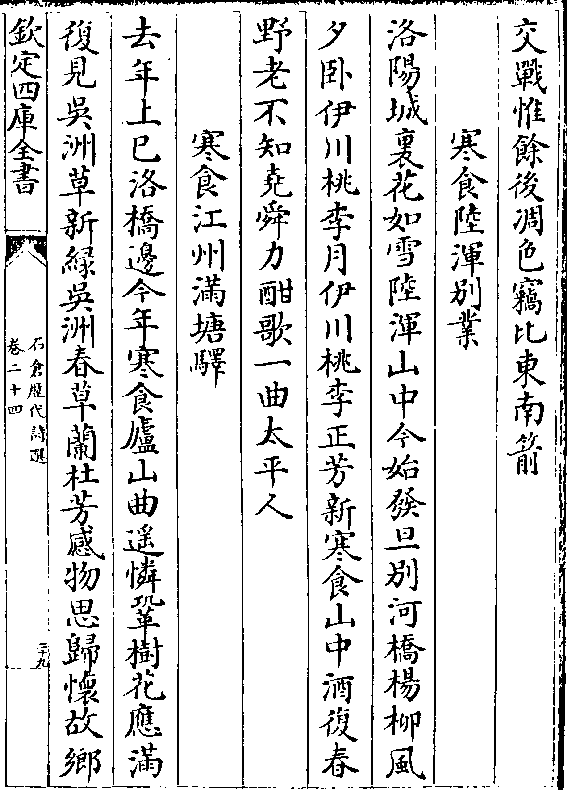 交戰惟餘後凋色竊比東南箭
寒食陸渾別業
洛陽城裏花如雪陸渾山中今始發旦別河橋楊柳風
夕卧伊川桃李月伊川桃李正芳新寒食山中酒復春
野老不知堯舜力酣歌一曲太平人
寒食江州滿塘驛
去年上巳洛橋邊今年寒食廬山曲遥憐鞏樹花應滿
復見吳洲草新緑吳洲春草蘭杜芳感物思歸懷故鄉
欽定四庫全書
石倉歴代詩選
卷二十四
三九